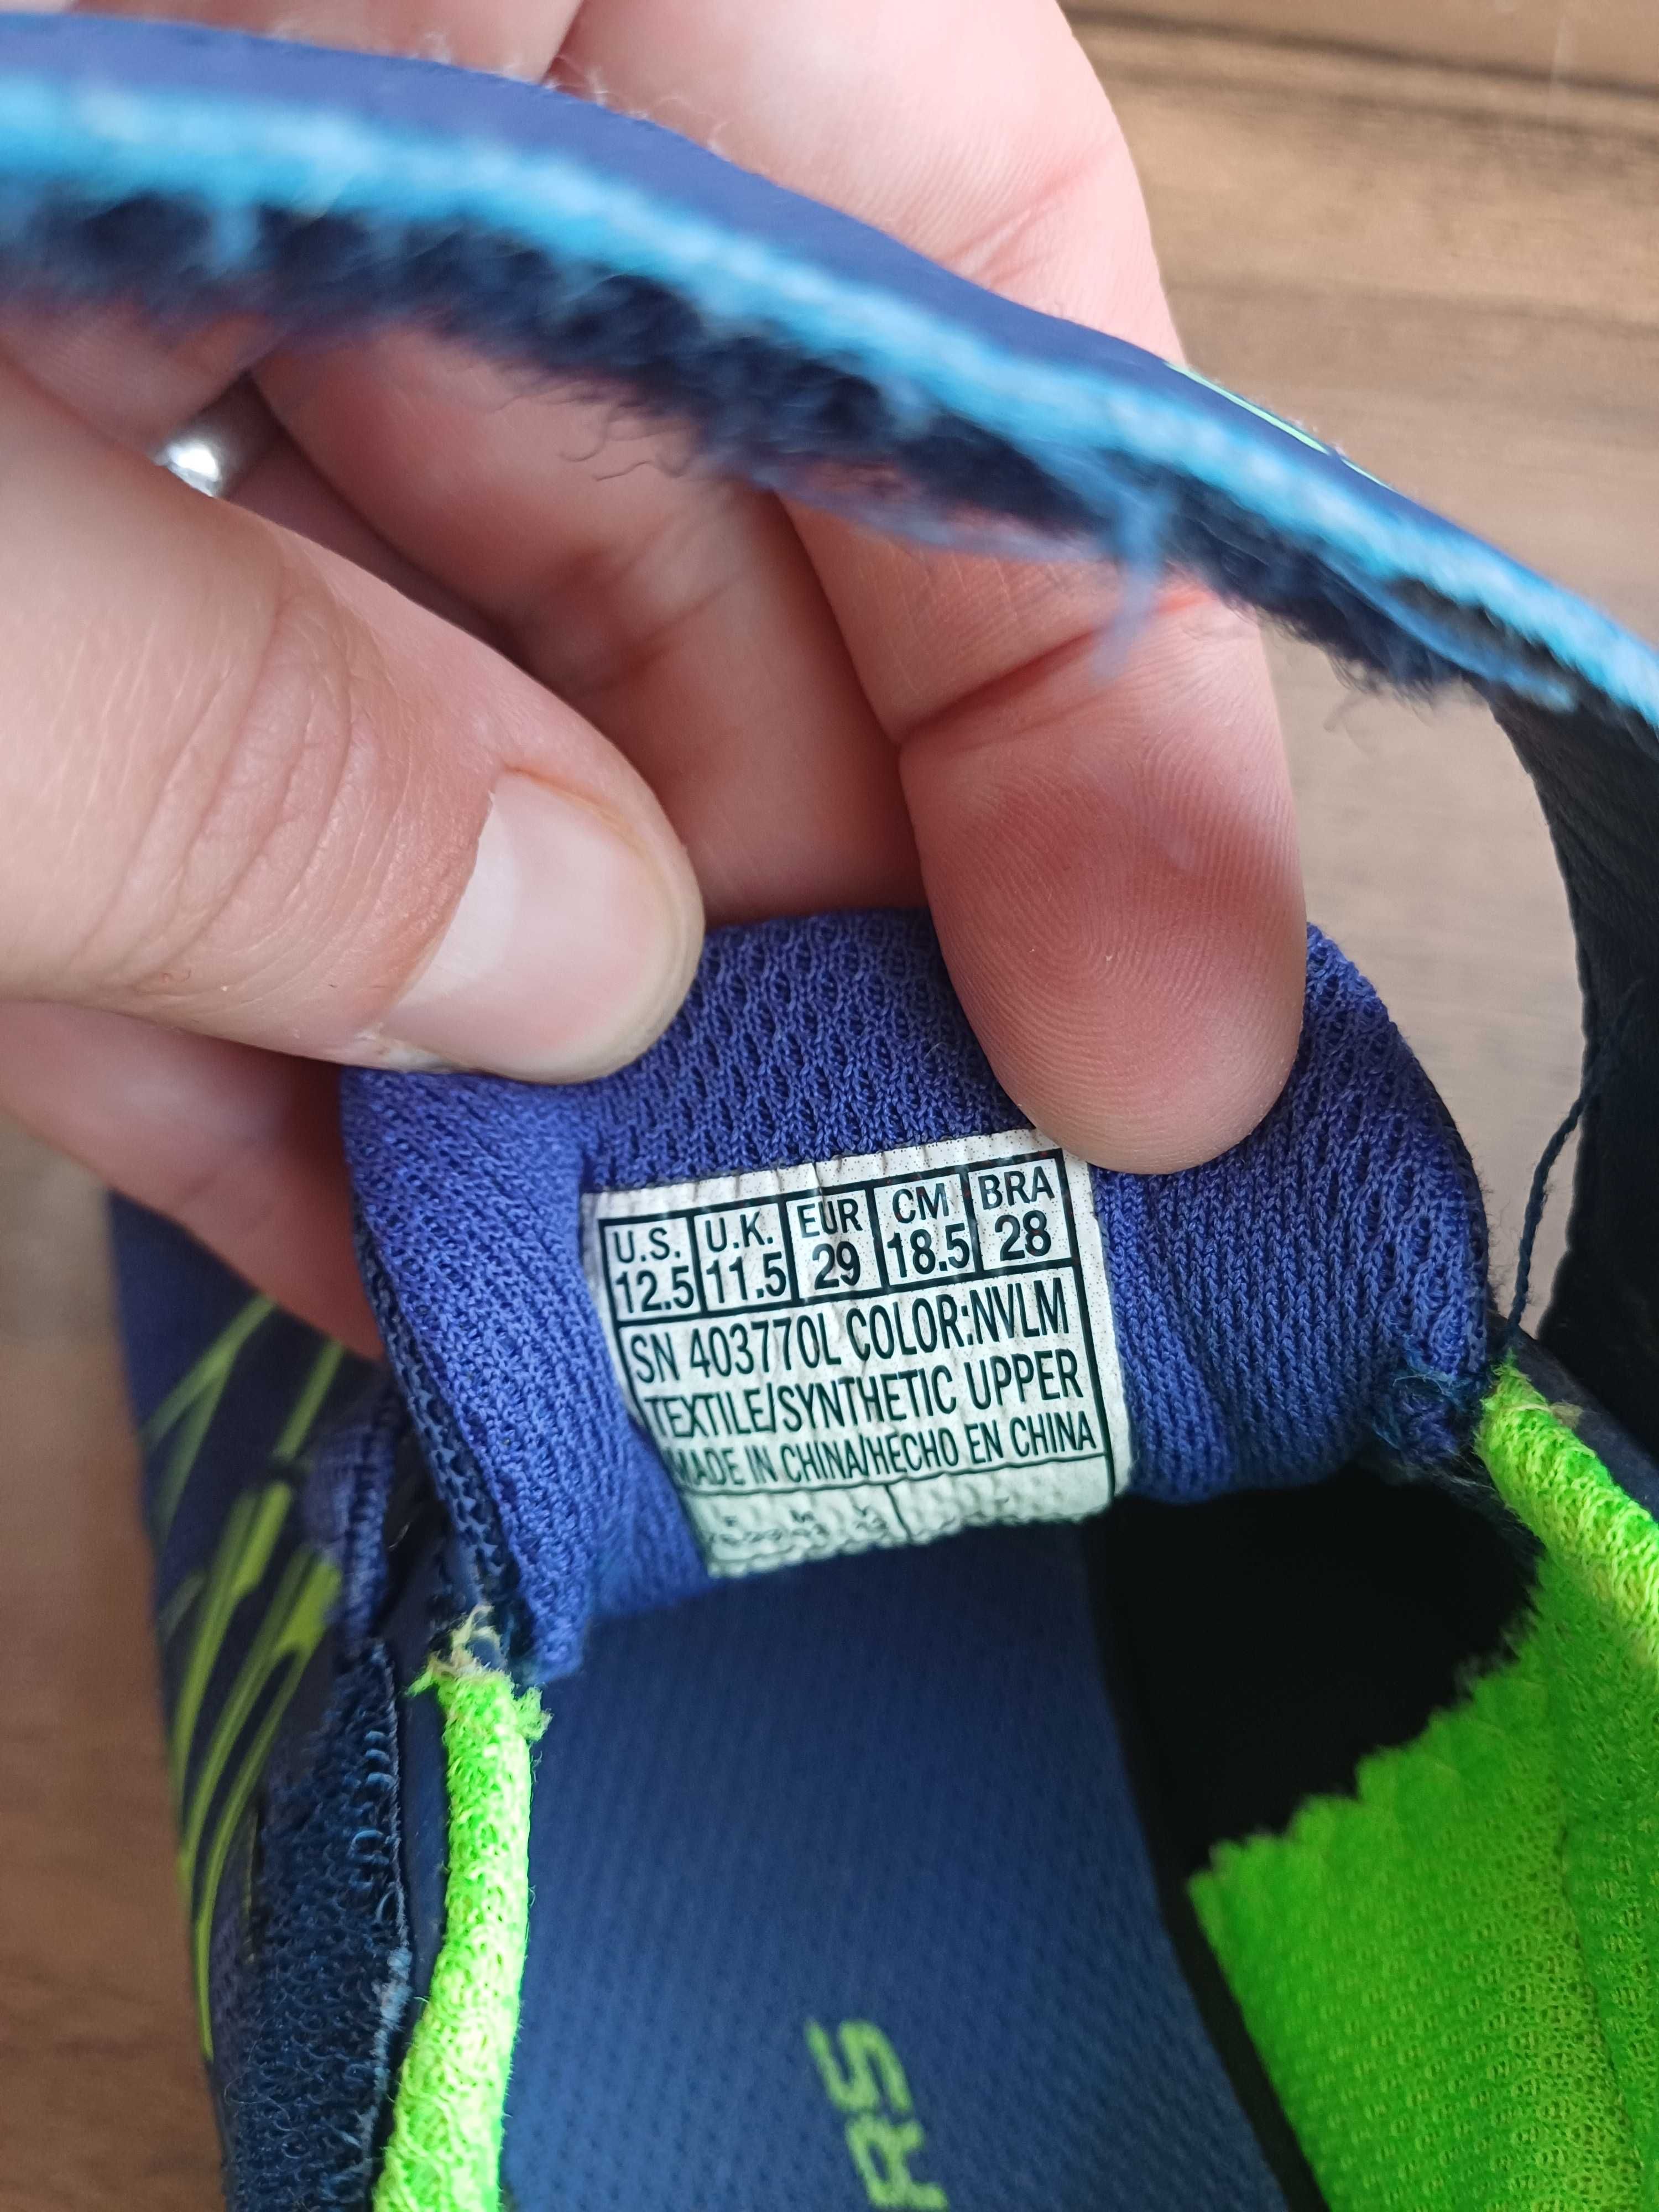 U.S. U.K. EUR CM BRA
12.5 11.5 29 18.5 28
SN 403770L COLOR:NVLM
TEXTILE/SYNTHETIC UPPER
MADE IN CHINA/HECHO EN CHINA
RS